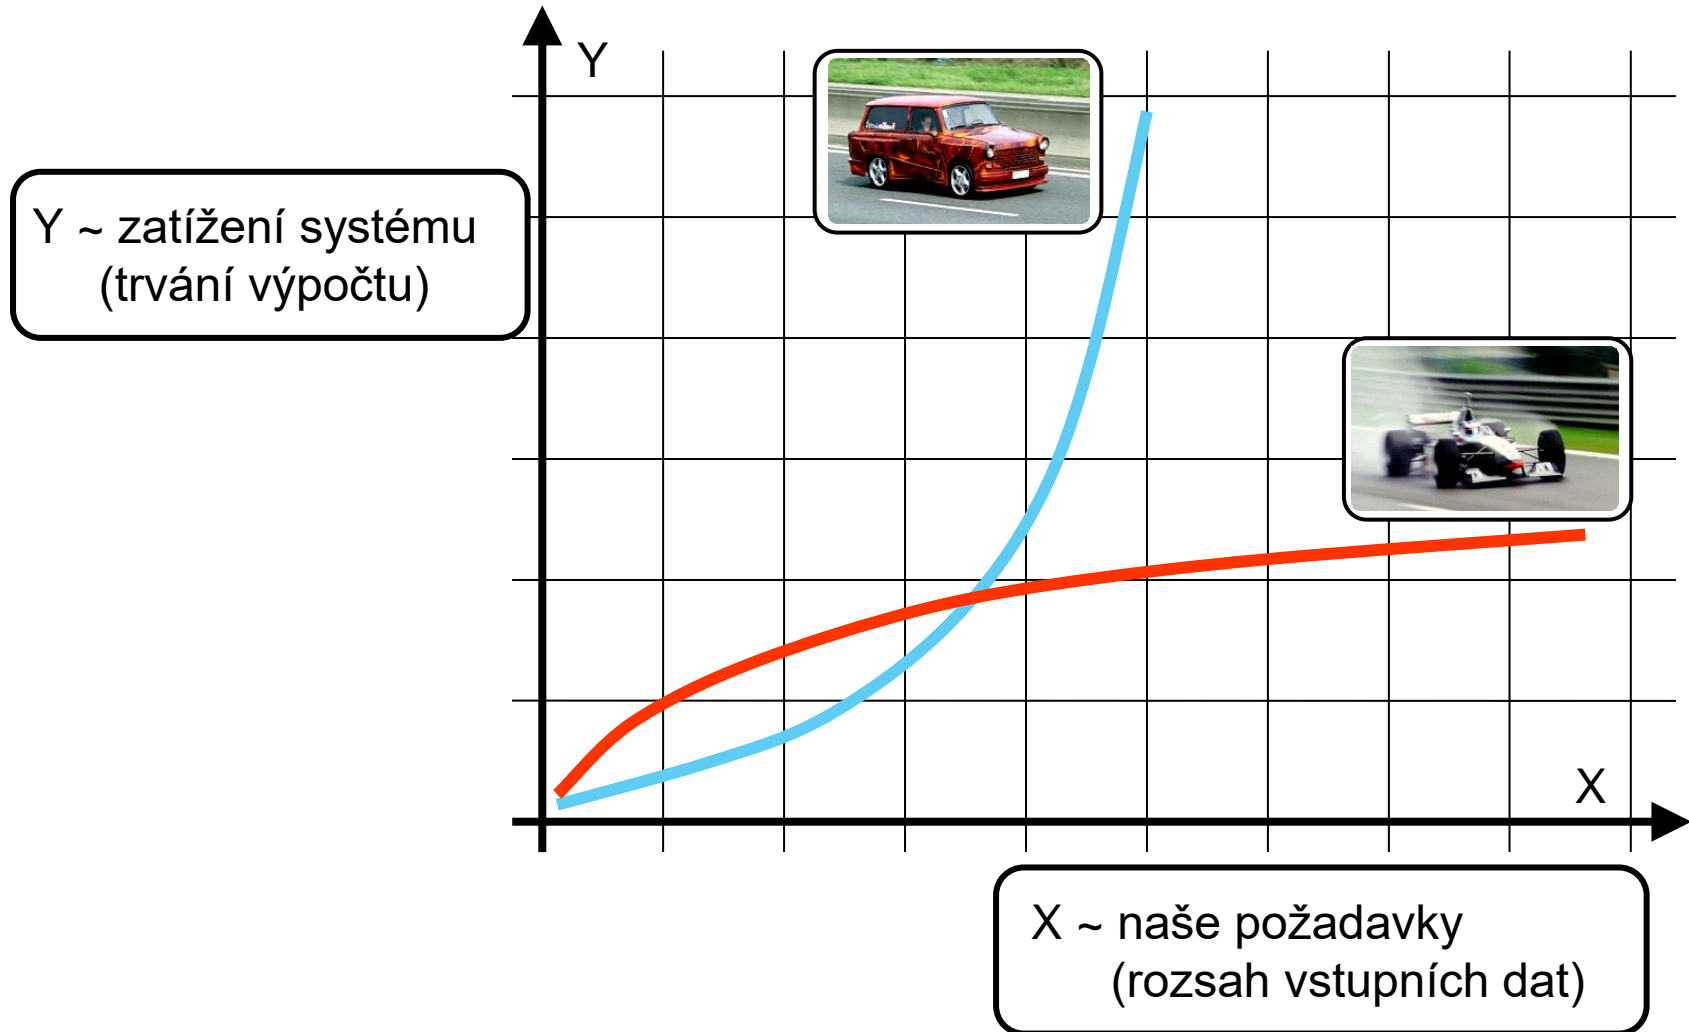 Y
Y ~ zatížení systému
(trvání výpočtu)
X
X ~ naše požadavky
(rozsah vstupních dat)